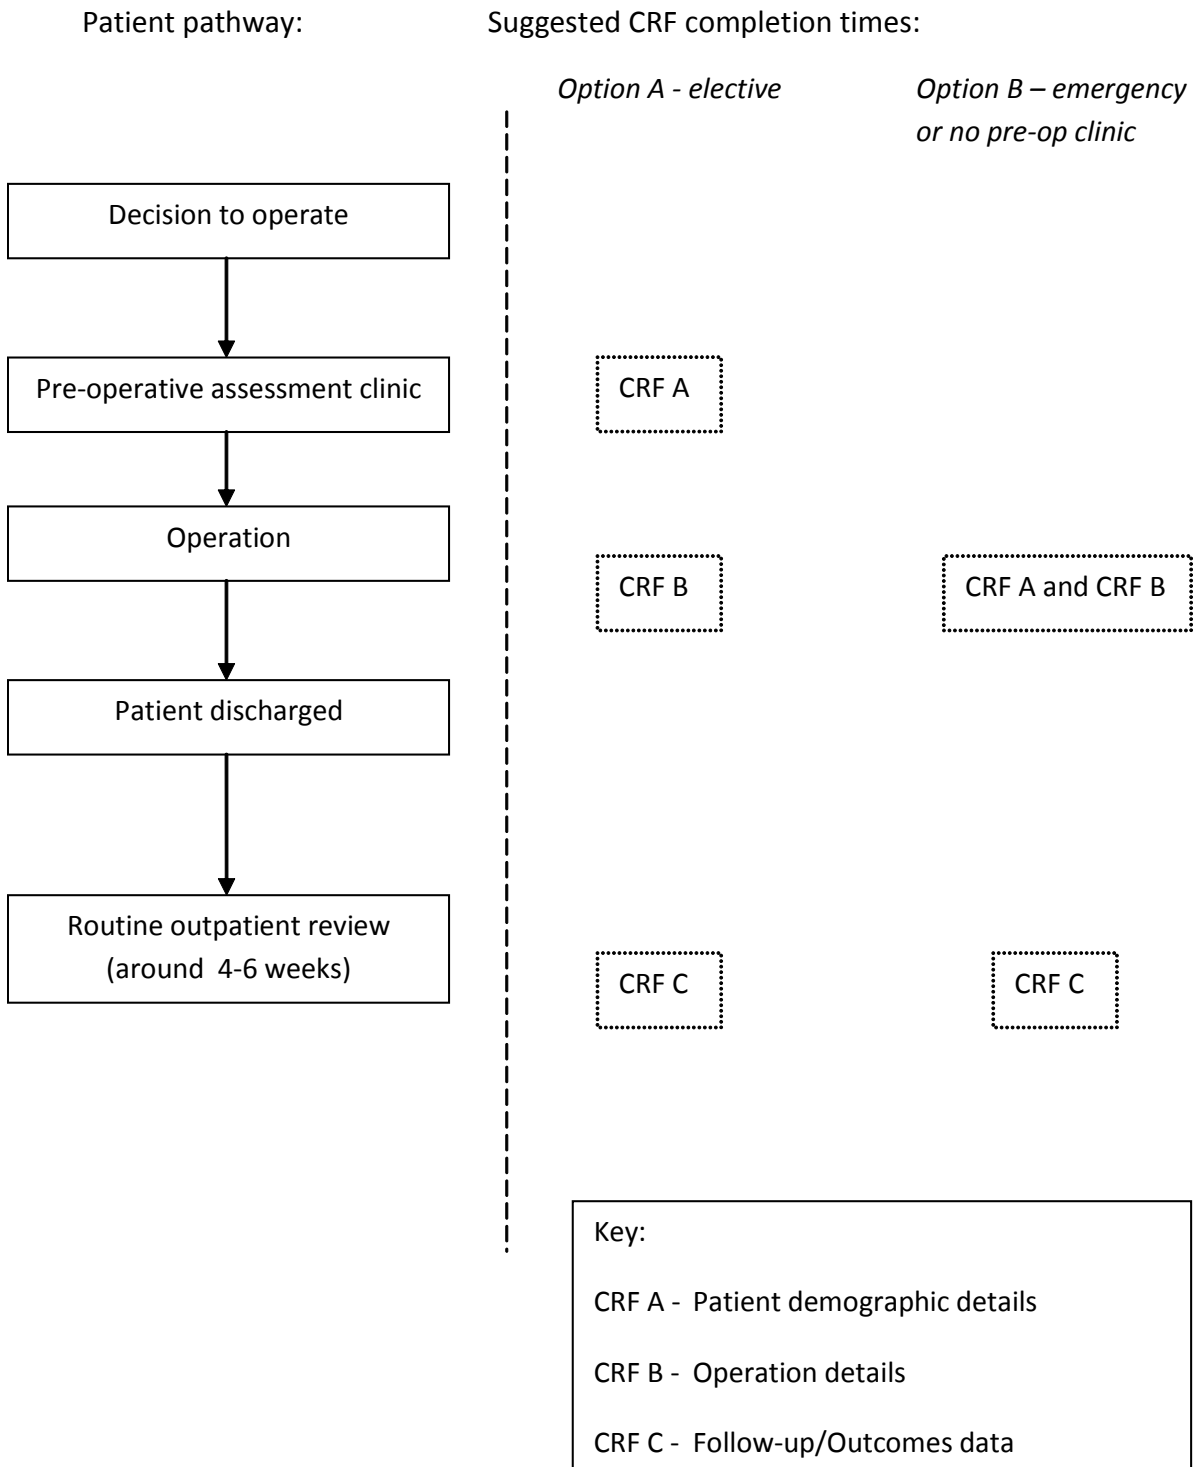 Patient pathway:
Suggested CRF completion times:
Option A - elective
Option B – emergency
or no pre-op clinic
Decision to operate
Pre-operative assessment clinic
CRF A
Operation
CRF B
CRF A and CRF B
Patient discharged
Routine outpatient review
(around 4-6 weeks)
CRF C
CRF C
Key:
CRF A - Patient demographic details
CRF B - Operation details
CRF C - Follow-up/Outcomes data